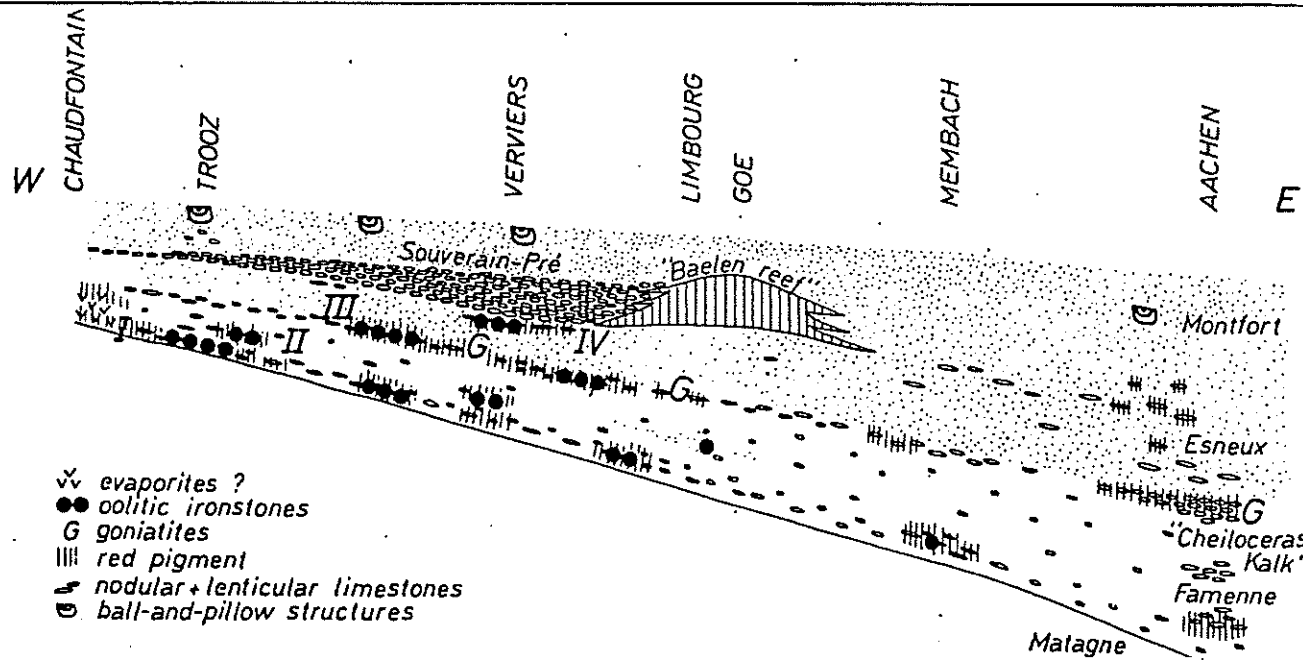 W
CHAUDFONTAIN
TROOZ
VERVIERS
LIMBOURG
GOE
MEMBACH
AACHEN
E
Souverain-Pré
"Baelen reef"
Montfort
III
I
II
G
IV
G
Esneux
G
"Cheiloceras
Kalk"
Famenne
Matagne
evaporites ?
oolitic ironstones
G goniatites
red pigment
nodular + lenticular limestones
ball-and-pillow structures